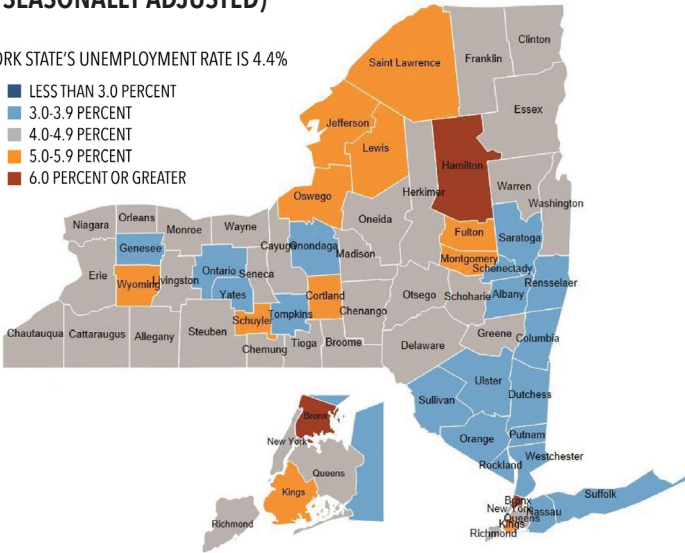 SEASONALLY ADJUSTED)
ORK STATE'S UNEMPLOYMENT RATE IS 4.4%
LESS THAN 3.0 PERCENT
3.0-3.9 PERCENT
4.0-4.9 PERCENT
5.0-5.9 PERCENT
6.0 PERCENT OR GREATER
Clinton
Franklin
Saint Lawrence
Essex
Jefferson
Lewis
Hamilton
Herkimer
Warren
Washington
Oswego
Oneida
Fulton
Saratoga
Niagara
Orleans
Monroe
Wayne
Genesee
Cayuga
Onondaga
Madison
Montgomery
Schenectady
Erie
Wyoming
Livingston
Ontario
Seneca
Yates
Cortland
Chenango
Otsego
Schoharie
Albany
Rensselaer
Schuyler
Tompkins
Chautauqua
Cattaraugus
Allegany
Steuben
Chemung
Tioga
Broome
Delaware
Greene
Columbia
Ulster
Sullivan
Dutchess
Orange
Putnam
Rockland
Westchester
Bronx
New York
Queens
Kings
Richmond
Suffolk
Bronx
New York
Nassau
Queens
Kings
Richmond